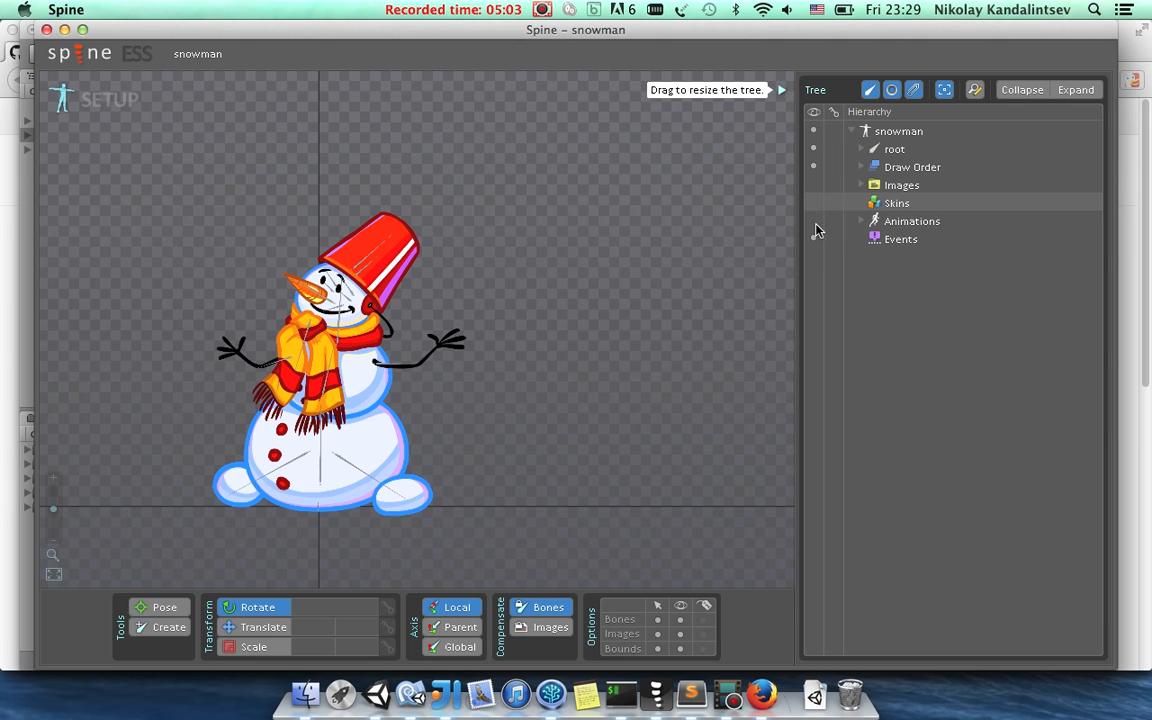 Spine
Recorded time: 05:03
6
Fri 23:29
Nikolay Kandalintsev
Spine – snowman
spine ESS
snowman
SETUP
Drag to resize the tree.
Tree
Collapse
Expand
Hierarchy
snowman
root
Draw Order
Images
Skins
Animations
Events
Tools
Pose
Create
Transform
Rotate
Translate
Scale
Axis
Local
Parent
Global
Compensate
Bones
Images
Options
Bones
Images
Bounds